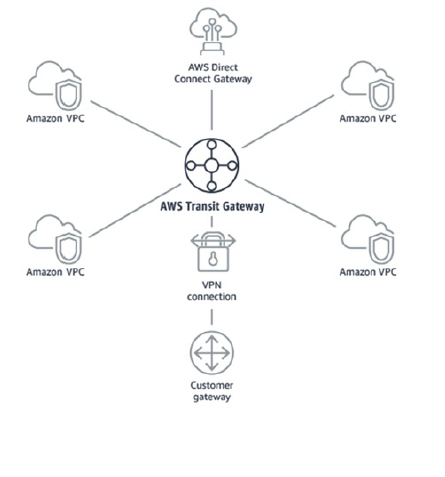 AWS Direct
Connect Gateway
Amazon VPC
Amazon VPC
AWS Transit Gateway
Amazon VPC
Amazon VPC
VPN
connection
Customer
gateway